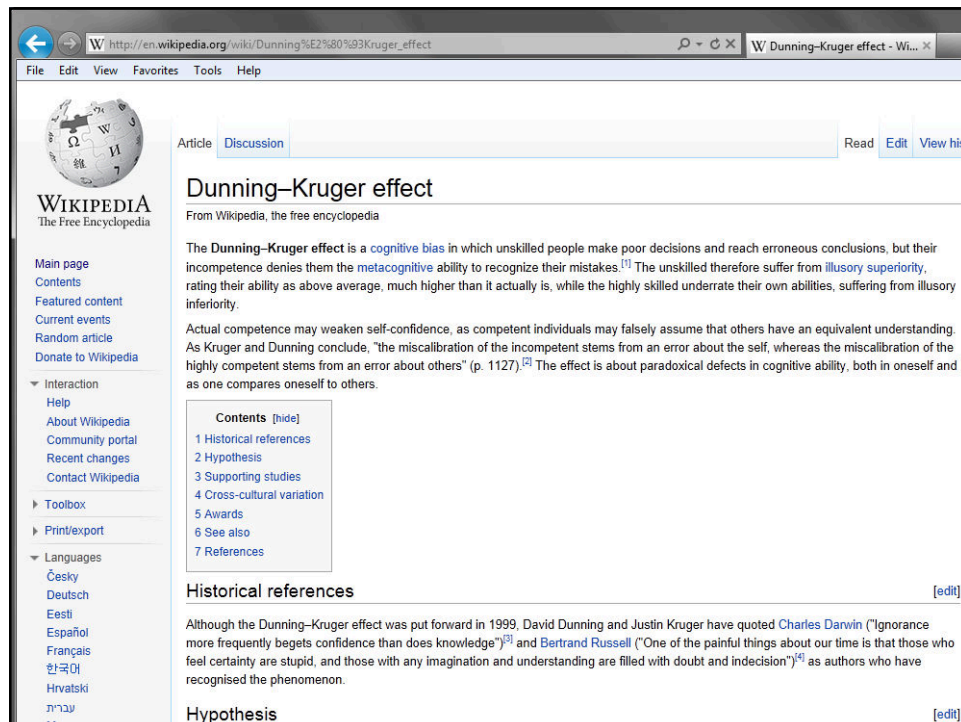 http://en.wikipedia.org/wiki/Dunning%E2%80%93Kruger_effect
W Dunning–Kruger effect - Wi...
File Edit View Favorites Tools Help
WIKIPEDIA
The Free Encyclopedia
Main page
Contents
Featured content
Current events
Random article
Donate to Wikipedia
Interaction
Help
About Wikipedia
Community portal
Recent changes
Contact Wikipedia
Toolbox
Print/export
Languages
Česky
Deutsch
Eesti
Español
Français
한국어
Hrvatski
עברית
Article Discussion
Read Edit View his
Dunning–Kruger effect
From Wikipedia, the free encyclopedia
The Dunning–Kruger effect is a cognitive bias in which unskilled people make poor decisions and reach erroneous conclusions, but their
incompetence denies them the metacognitive ability to recognize their mistakes.[1] The unskilled therefore suffer from illusory superiority,
rating their ability as above average, much higher than it actually is, while the highly skilled underrate their own abilities, suffering from illusory
inferiority.
Actual competence may weaken self-confidence, as competent individuals may falsely assume that others have an equivalent understanding.
As Kruger and Dunning conclude, "the miscalibration of the incompetent stems from an error about the self, whereas the miscalibration of the
highly competent stems from an error about others" (p. 1127).[2] The effect is about paradoxical defects in cognitive ability, both in oneself and
as one compares oneself to others.
Contents [hide]
1 Historical references
2 Hypothesis
3 Supporting studies
4 Cross-cultural variation
5 Awards
6 See also
7 References
Historical references [edit]
Although the Dunning–Kruger effect was put forward in 1999, David Dunning and Justin Kruger have quoted Charles Darwin ("Ignorance
more frequently begets confidence than does knowledge")[3] and Bertrand Russell ("One of the painful things about our time is that those who
feel certainty are stupid, and those with any imagination and understanding are filled with doubt and indecision")[4] as authors who have
recognised the phenomenon.
Hypothesis [edit]